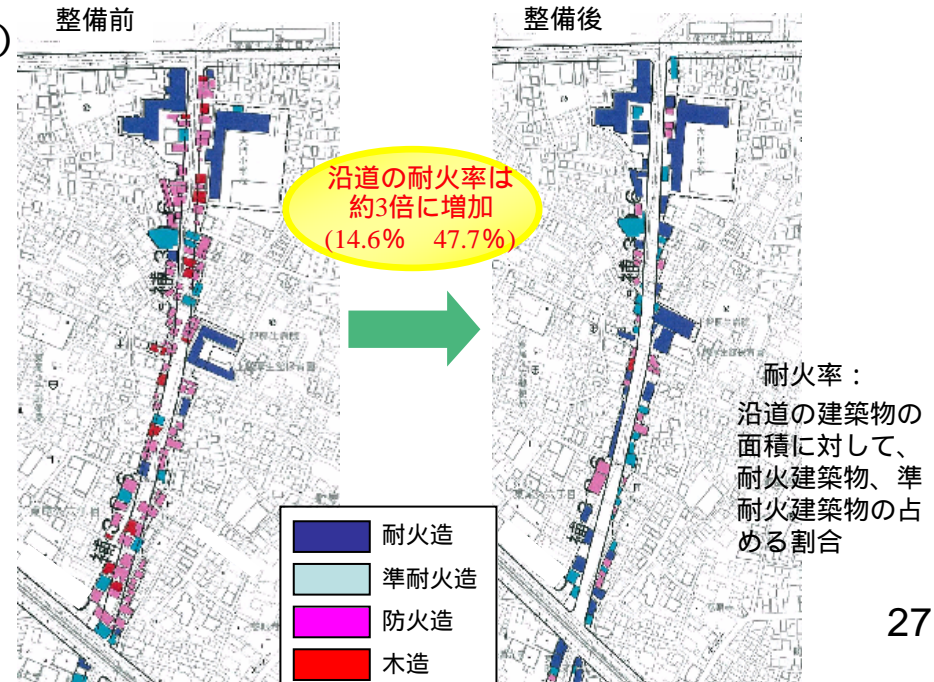 )
整備前
整備後
沿道の耐火率は
約3倍に増加
(14.6% 47.7%)
耐火率：
沿道の建築物の
面積に対して、
耐火建築物、準
耐火建築物の占
める割合
耐火造
準耐火造
防火造
木造
27